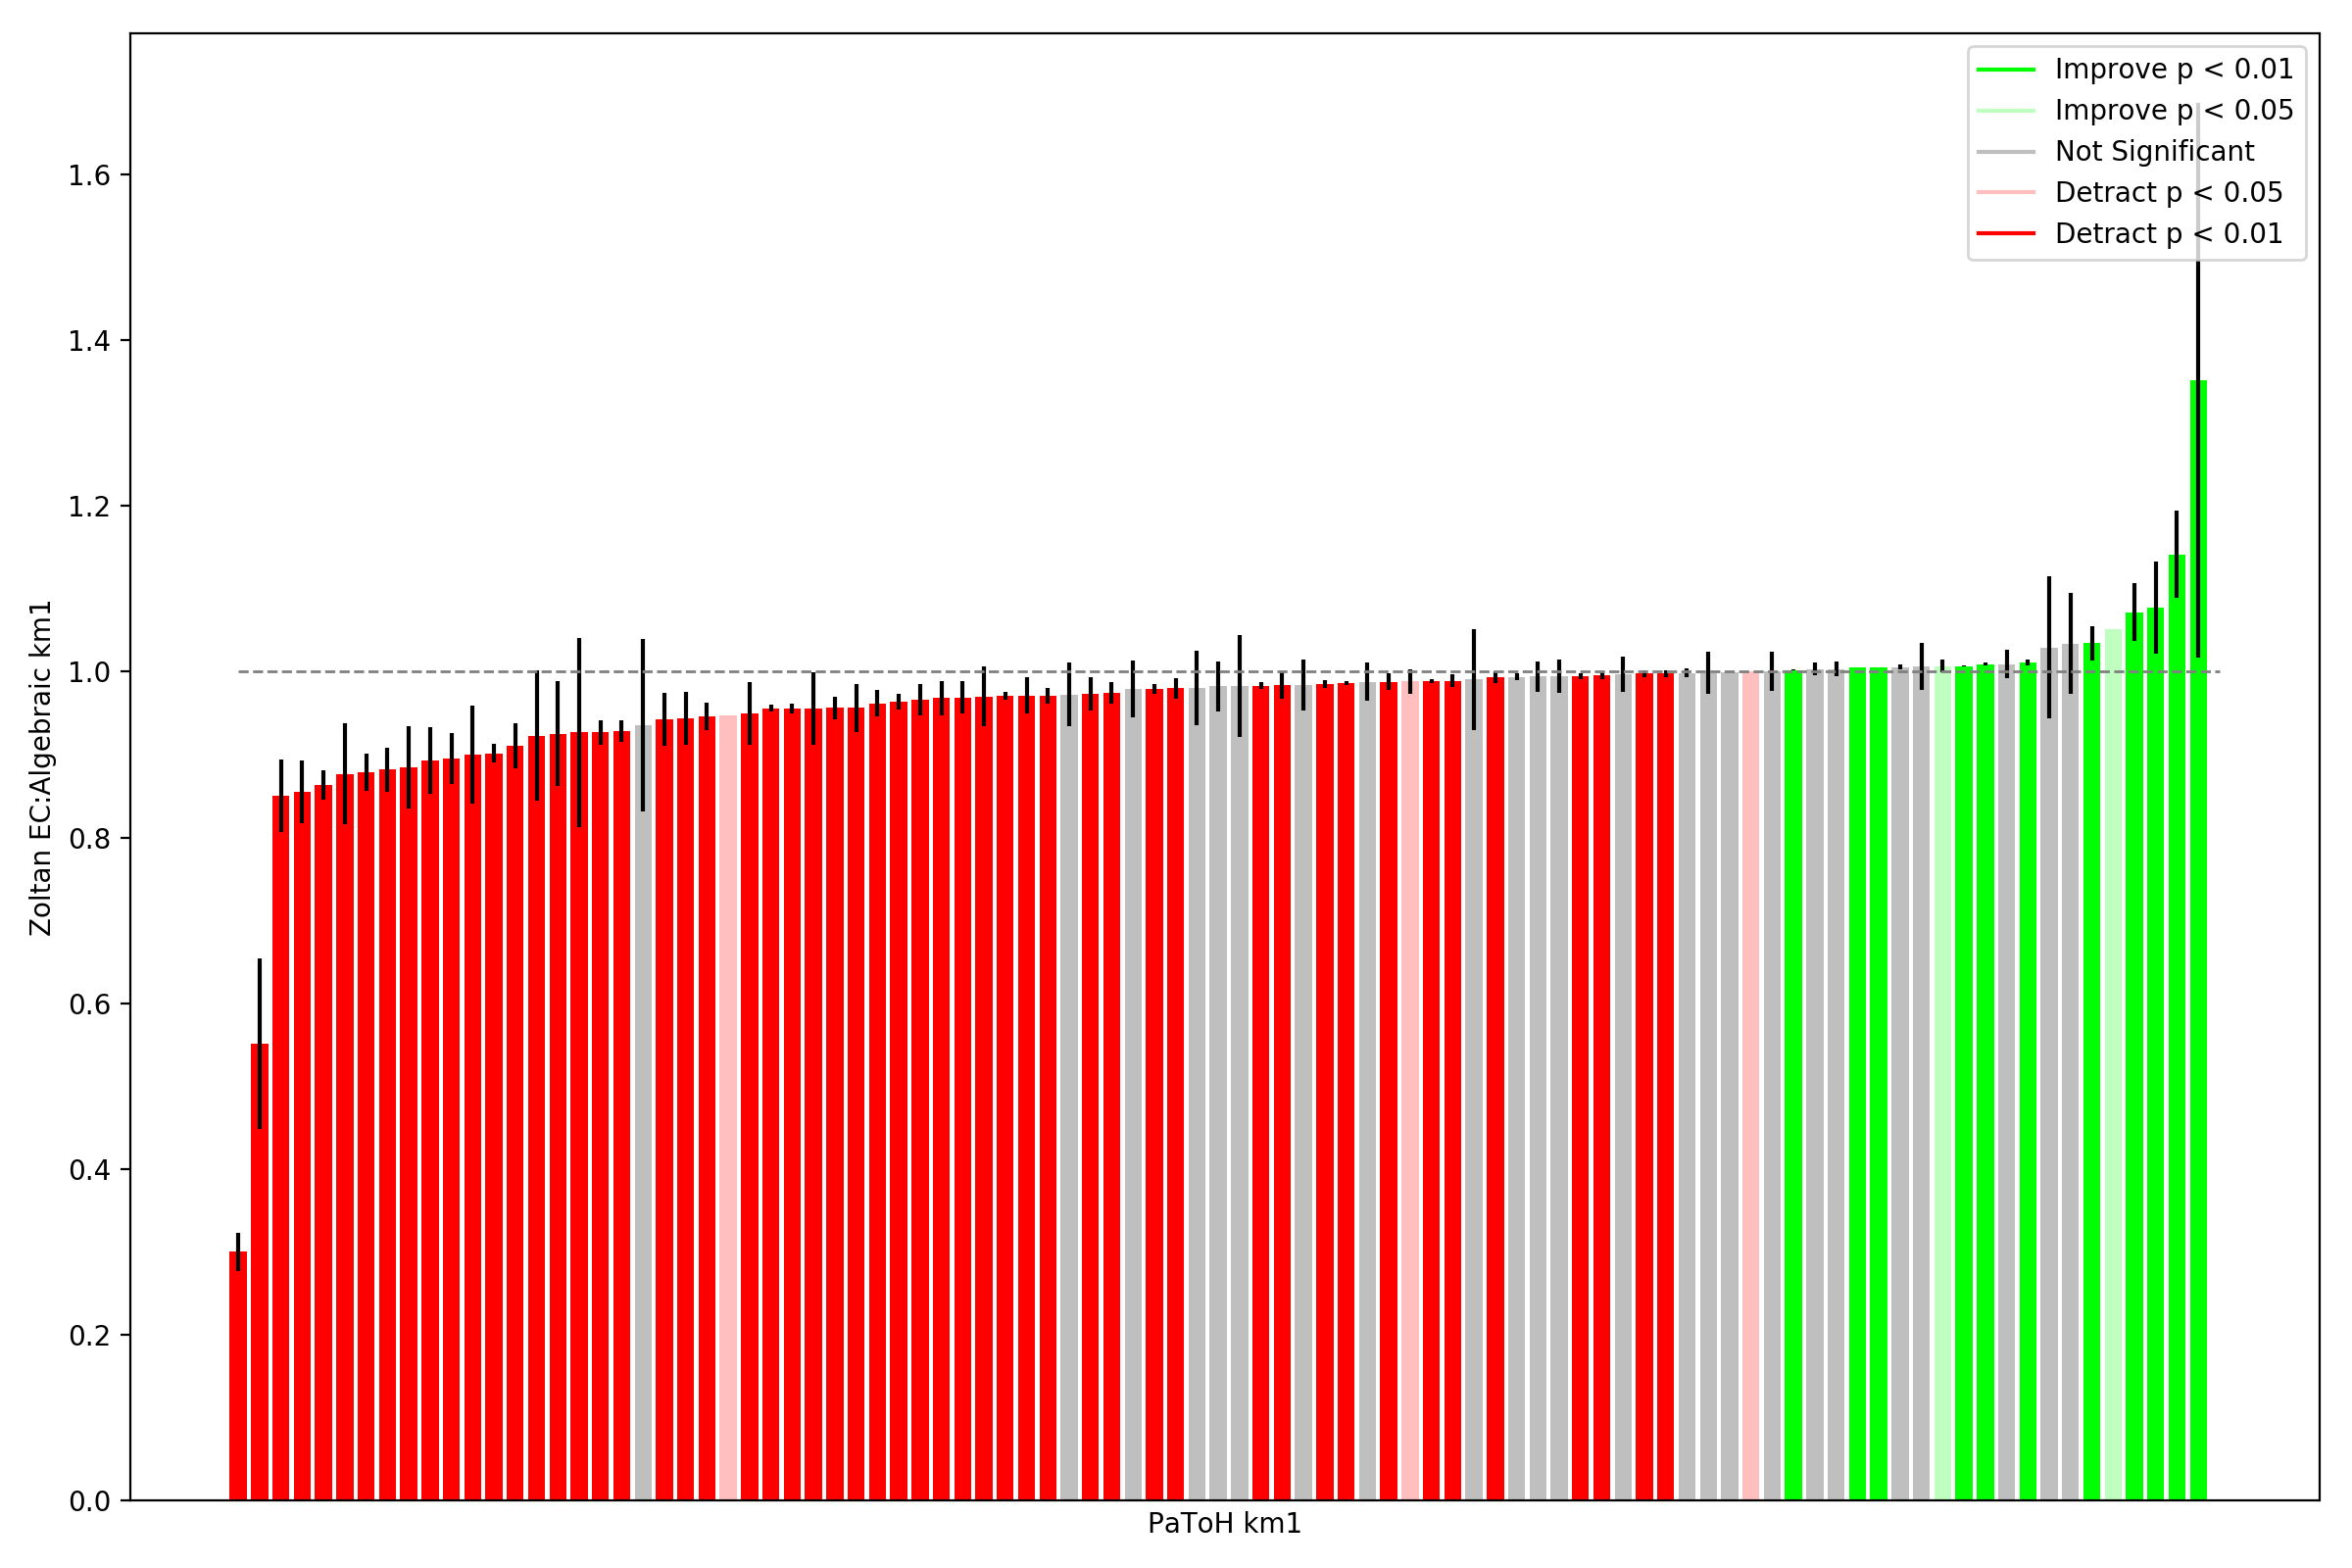 Improve p < 0.01
Improve p < 0.05
Not Significant
Detract p < 0.05
Detract p < 0.01
1.6
1.4
1.2
1.0
0.8
0.6
0.4
0.2
0.0
Zoltan EC:Algebraic km1
PaToH km1